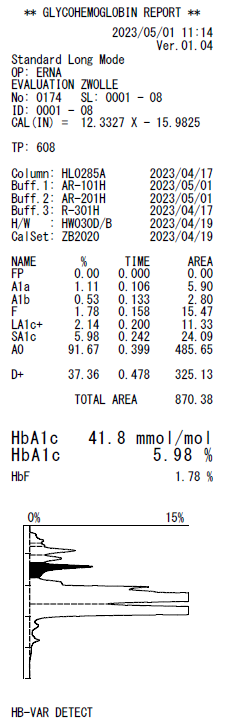 ** GLYCOHEMOGLOBIN REPORT **
2023/05/01 11:14
Ver.01.04
Standard Long Mode
OP: ERNA
EVALUATION ZWOLLE
No: 0174 SL: 0001 - 08
ID: 0001 - 08
CAL(IN) = 12.3327 X - 15.9825
TP: 608
Column: HL0285A 2023/04/17
Buff.1: AR-101H 2023/05/01
Buff.2: AR-201H 2023/05/01
Buff.3: R-301H 2023/04/17
H/W : HW030D/B 2023/04/19
CalSet: ZB2020 2023/04/19
NAME % TIME AREA
FP 0.00 0.000 0.00
A1a 1.11 0.106 5.90
A1b 0.53 0.133 2.80
F 1.78 0.158 15.47
LA1c+ 2.14 0.200 11.33
SA1c 5.98 0.242 24.09
A0 91.67 0.399 485.65
D+ 37.36 0.478 325.13
TOTAL AREA 870.38
HbA1c 41.8 mmol/mol
HbA1c 5.98 %
HbF 1.78 %
0% 15%
HB-VAR DETECT